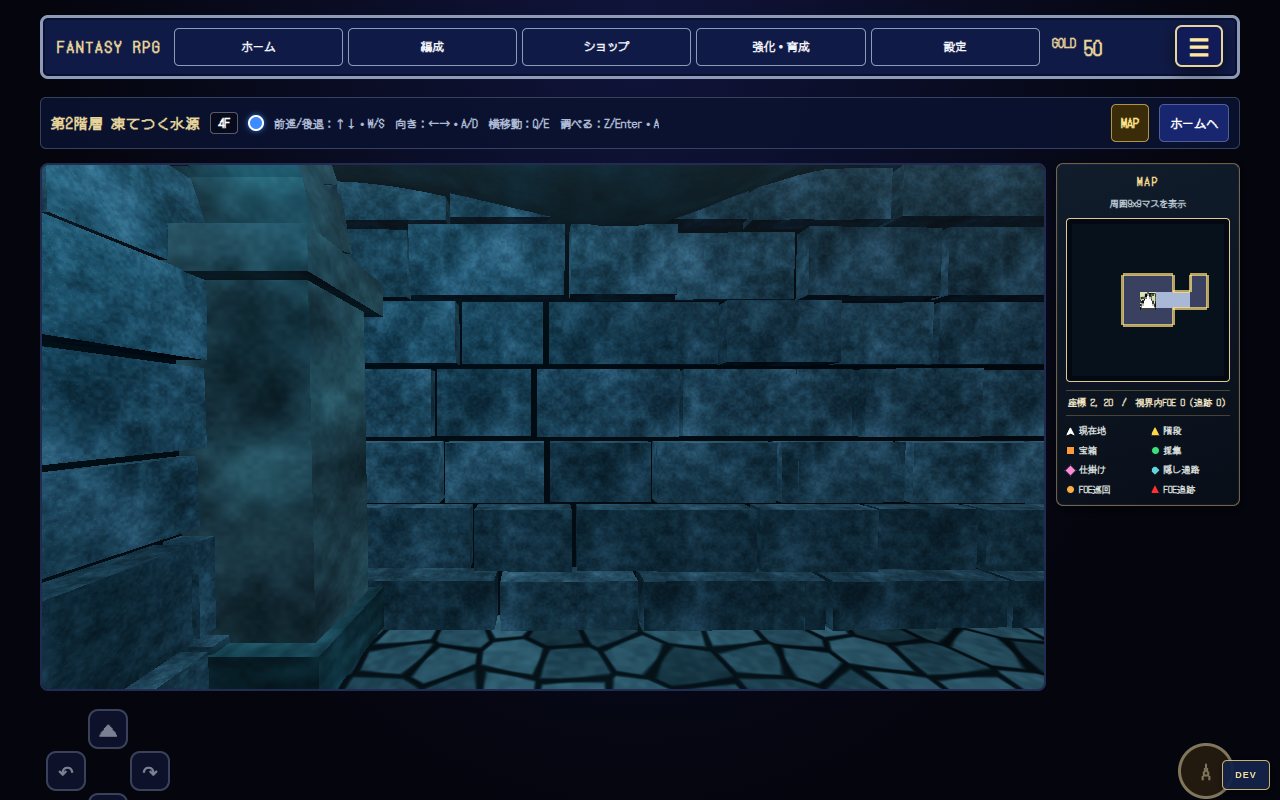 FANTASY RPG
ホーム
編成
ショップ
強化・育成
設定
GOLD 50
第2階層 凍てつく水源
4F
前進/後退：↑↓・W/S 向き：←→・A/D 横移動：Q/E 調べる：Z/Enter・A
MAP
ホームへ
MAP
周囲9x9マスを表示
座標 2, 20 / 視界内FOE 0 (追跡 0)
現在地
階段
宝箱
採集
仕掛け
隠し通路
FOE巡回
FOE追跡
A
DEV